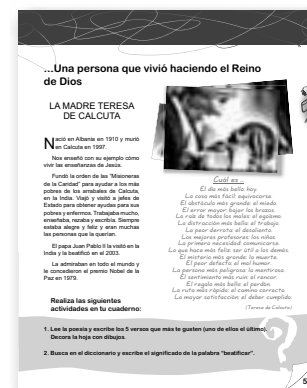 ...Una persona que vivió haciendo el Reino
de Dios
LA MADRE TERESA
DE CALCUTA
Nació en Albania en 1910 y murió
en Calcuta en 1997.
Nos enseñó con su ejemplo cómo
vivir las enseñanzas de Jesús.
Fundó la orden de las "Misioneras
de la Caridad" para ayudar a los más
pobres de los arrabales de Calcuta,
en la India. Viajó y visitó a jefes de
Estado para obtener ayudas para sus
pobres y enfermos. Trabajaba mucho,
enseñaba, rezaba y escribía. Siempre
estaba alegre y feliz y eran muchas
las personas que la querían.
El papa Juan Pablo II la visitó en la
India y la beatificó en el 2003.
La admiraban en todo el mundo y
le concedieron el premio Nobel de la
Paz en 1979.
Cuál es...
El día más bello: hoy.
La cosa más fácil: equivocarse.
El obstáculo más grande: el miedo.
El error mayor: bajar los brazos.
La raíz de todos los males: el egoísmo.
La distracción más bella: el trabajo.
La peor derrota: el desaliento.
Los mejores profesores: los niños.
La primera necesidad: comunicarse.
Lo que hace más feliz: ser útil a los demás.
El misterio más grande: la muerte.
El peor defecto: el mal humor.
La persona más peligrosa: la mentirosa.
El sentimiento más ruin: el rencor.
El regalo más bello: el perdón.
La ruta más rápida: el camino correcto.
La mayor satisfacción: el deber cumplido.
(Teresa de Calcuta)
Realiza las siguientes
actividades en tu cuaderno:
1. Lee la poesía y escribe los 5 versos que más te gusten (uno de ellos el último).
Decora la hoja con dibujos.
2. Busca en el diccionario y escribe el significado de la palabra "beatificar".